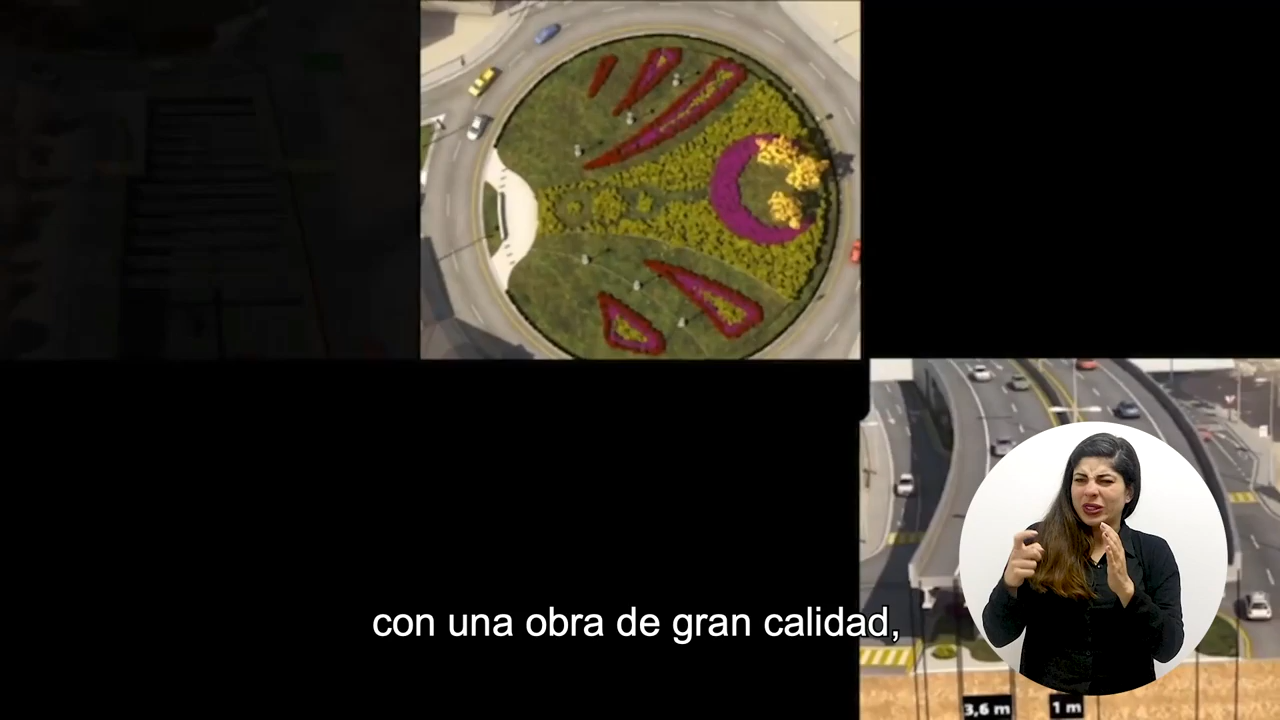 con una obra de gran calidad,
3,6 m
1 m